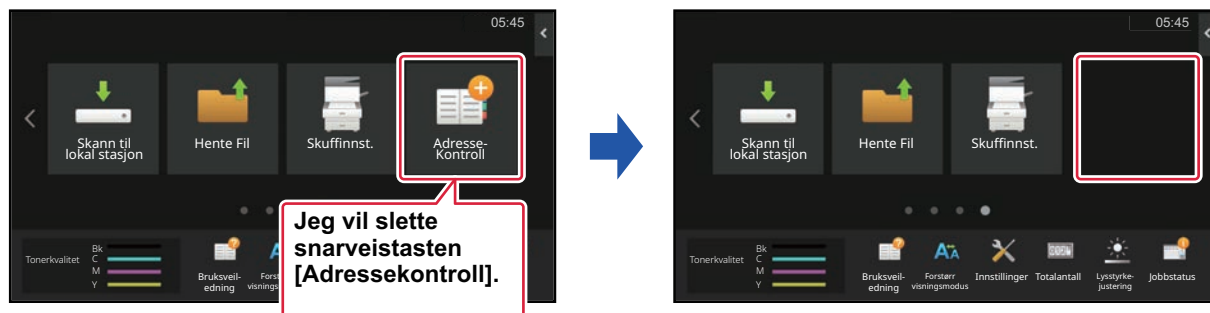 05:45
Skann til
lokal stasjon
Hente Fil
Skuffinnst.
Adresse-
Kontroll
Jeg vil slette
snarveistasten
[Adressekontroll].
Tonerkvalitet
Bk
C
M
Y
Bruksveil-
edning
Forst
visnings
05:45
Skann til
lokal stasjon
Hente Fil
Skuffinnst.
Tonerkvalitet
Bk
C
M
Y
Bruksveil-
edning
Forstørr
visningsmodus
Innstillinger
Totalantall
Lysstyrke-
justering
Jobbstatus